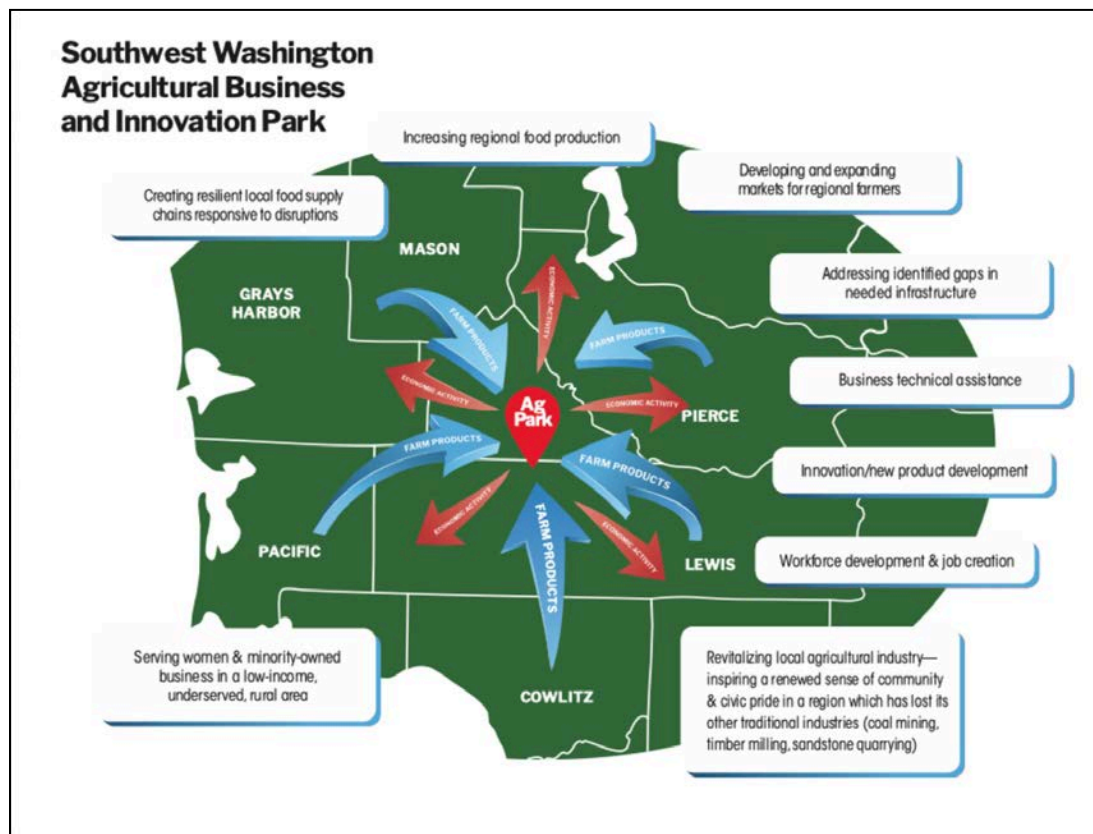 Southwest Washington
Agricultural Business
and Innovation Park
Increasing regional food production
Developing and expanding
markets for regional farmers
Creating resilient local food supply
chains responsive to disruptions
MASON
GRAYS
HARBOR
Addressing identified gaps in
needed infrastructure
ECONOMIC ACTIVITY
FARM PRODUCTS
FARM PRODUCTS
Business technical assistance
ECONOMIC ACTIVITY
Ag
Park
ECONOMIC ACTIVITY
PIERCE
FARM PRODUCTS
FARM PRODUCTS
Innovation/new product development
ECONOMIC ACTIVITY
FARM PRODUCTS
ECONOMIC ACTIVITY
PACIFIC
LEWIS
Workforce development & job creation
Serving women & minority-owned
business in a low-income,
underserved, rural area
COWLITZ
Revitalizing local agricultural industry—
inspiring a renewed sense of community
& civic pride in a region which has lost its
other traditional industries (coal mining,
timber milling, sandstone quarrying)